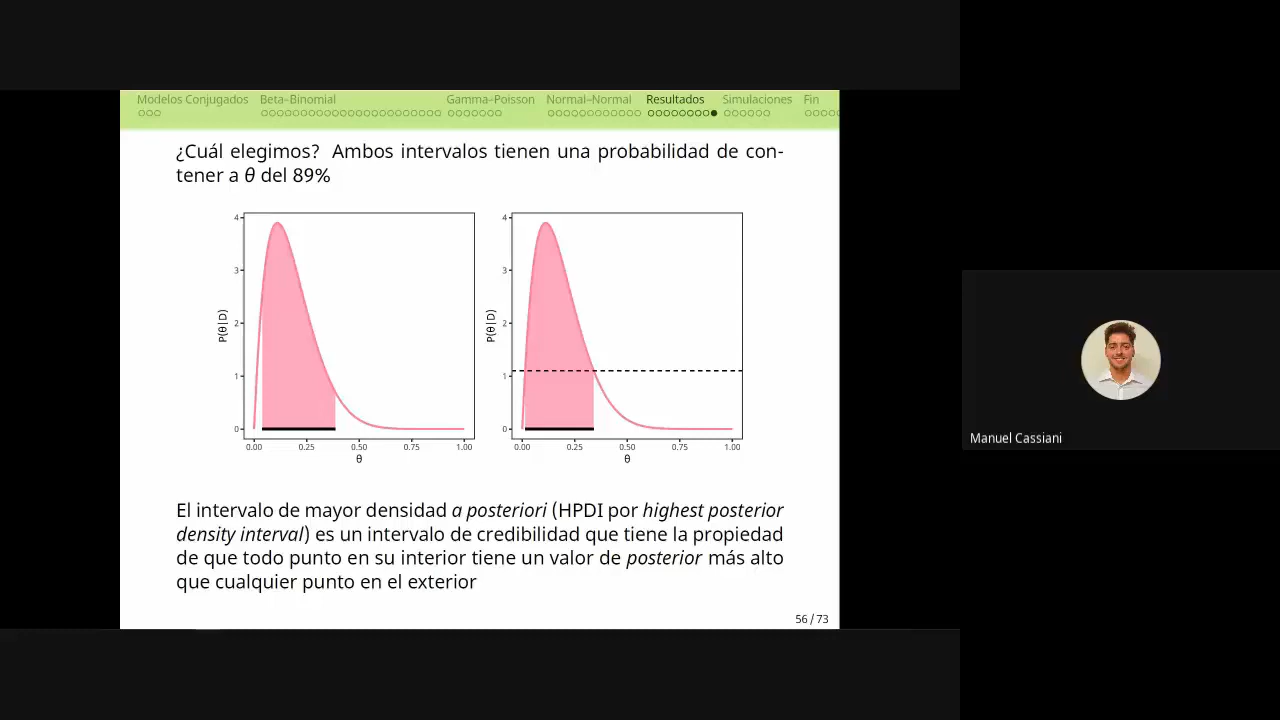 Modelos Conjugados Beta–Binomial Gamma–Poisson Normal–Normal Resultados Simulaciones Fin
¿Cuál elegimos? Ambos intervalos tienen una probabilidad de con-
tener a θ del 89%
4
3
2
1
0
P(θ|D)
0.00 0.25 0.50 0.75 1.00
θ
4
3
2
1
0
P(θ|D)
0.00 0.25 0.50 0.75 1.00
θ
El intervalo de mayor densidad a posteriori (HPDI por highest posterior
density interval) es un intervalo de credibilidad que tiene la propiedad
de que todo punto en su interior tiene un valor de posterior más alto
que cualquier punto en el exterior
56 / 73
Manuel Cassiani